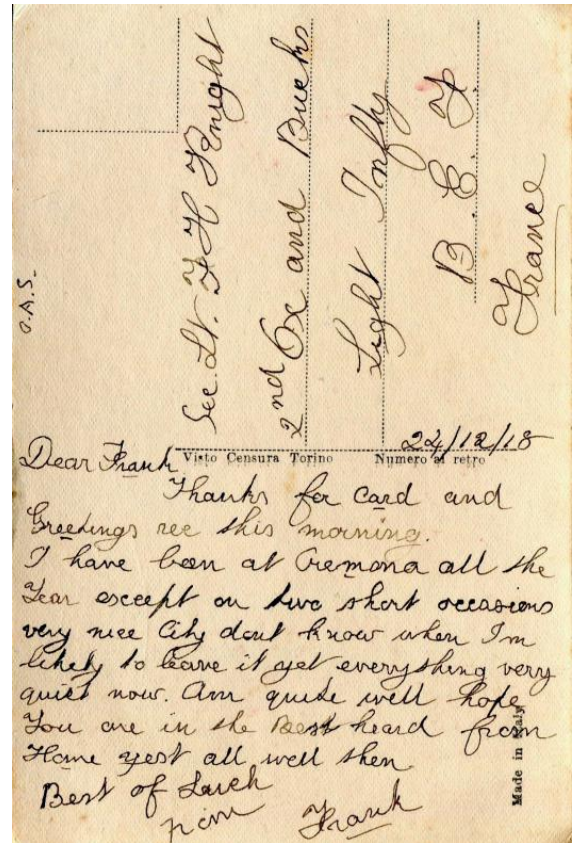 O.A.S.
Sec. Lt. F H Knight
2nd Ox and Bucks
Light Inftry
B. E. F
France
Visto Censura Torino Numero al retro
24/12/18
Dear Frank
Thanks for Card and
Greetings rec this morning.
I have been at Cremona all the
Year except on two short occasions
very nice City dont know when I'm
likely to leave it yet everything very
quiet now. Am quite well hope
You are in the Best heard from
Home yest all well then
Best of Luck
from Frank
Made in Italy